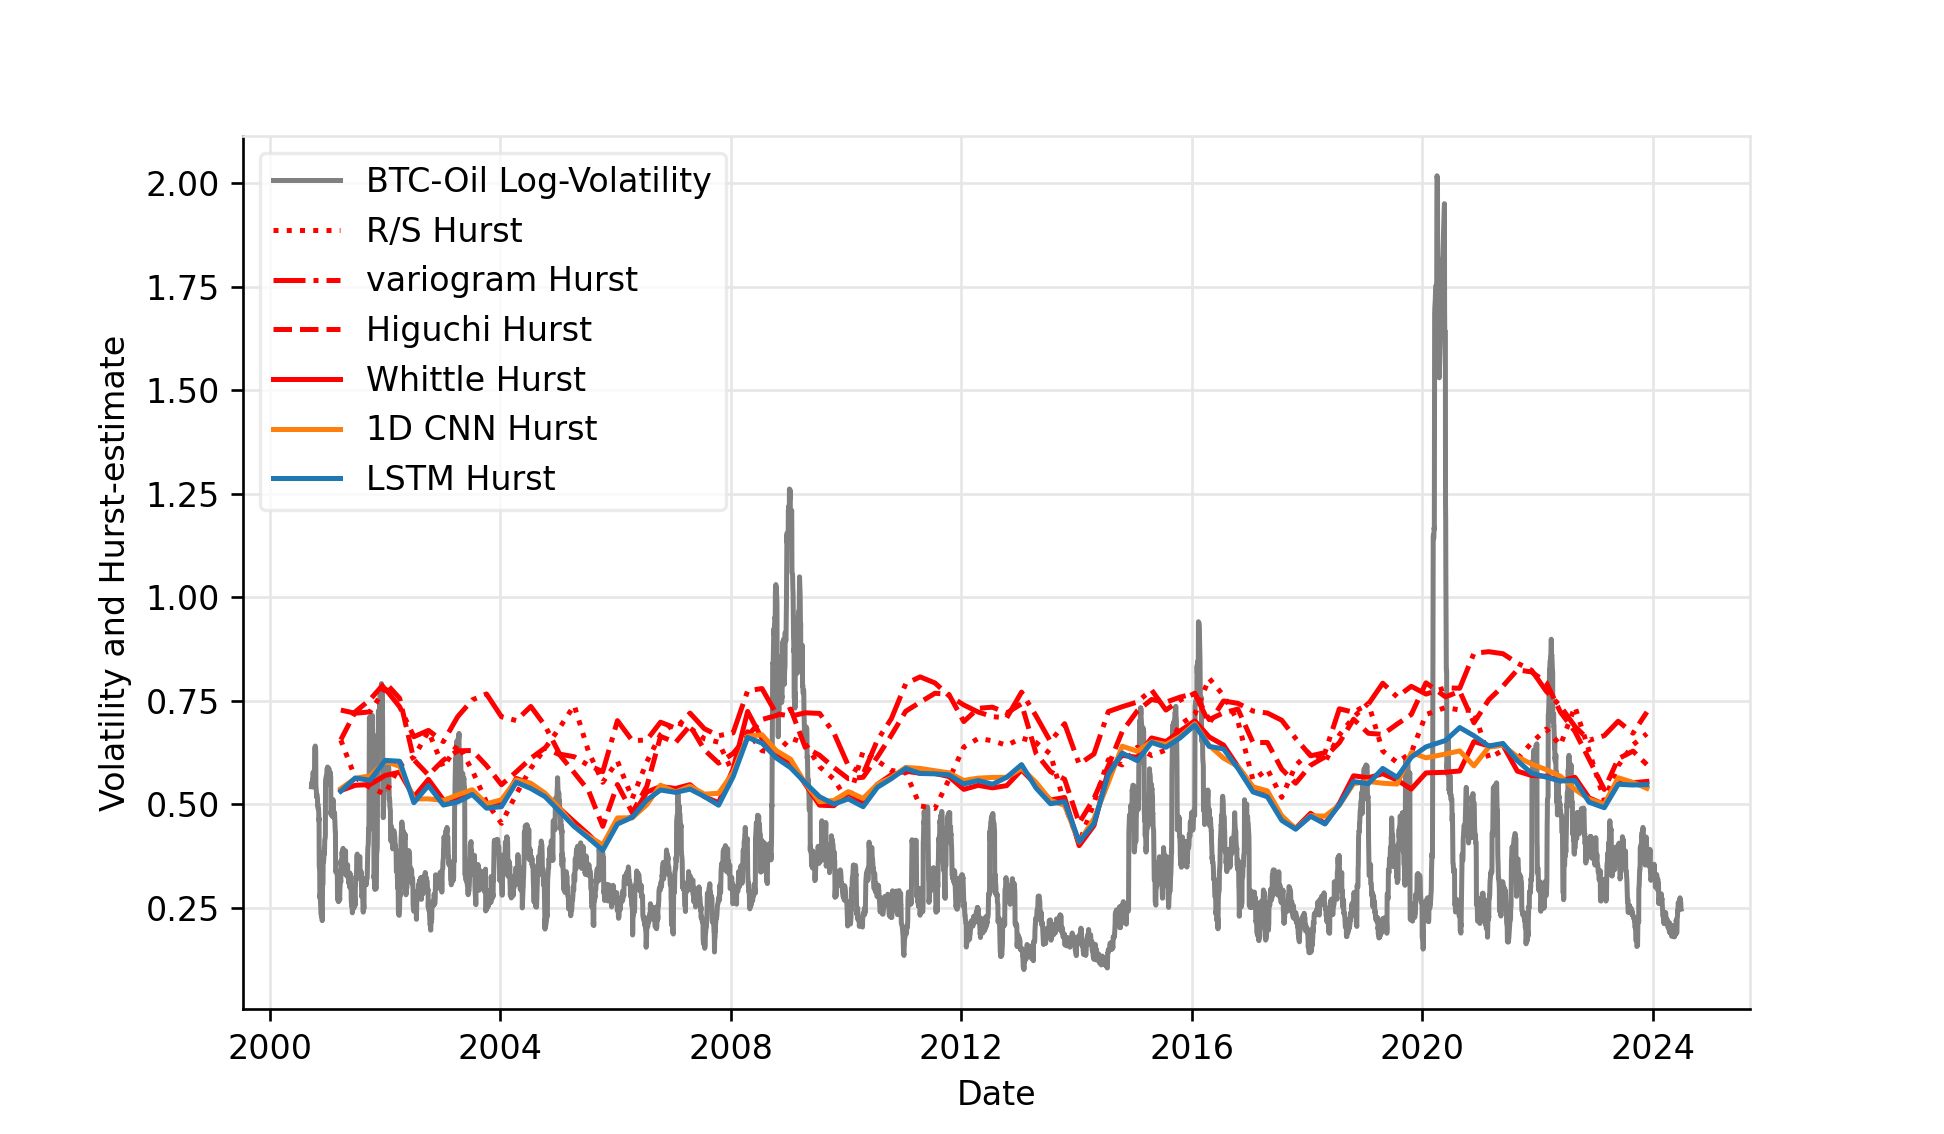 BTC-Oil Log-Volatility
R/S Hurst
variogram Hurst
Higuchi Hurst
Whittle Hurst
1D CNN Hurst
LSTM Hurst
Volatility and Hurst-estimate
2.00
1.75
1.50
1.25
1.00
0.75
0.50
0.25
2000 2004 2008 2012 2016 2020 2024
Date